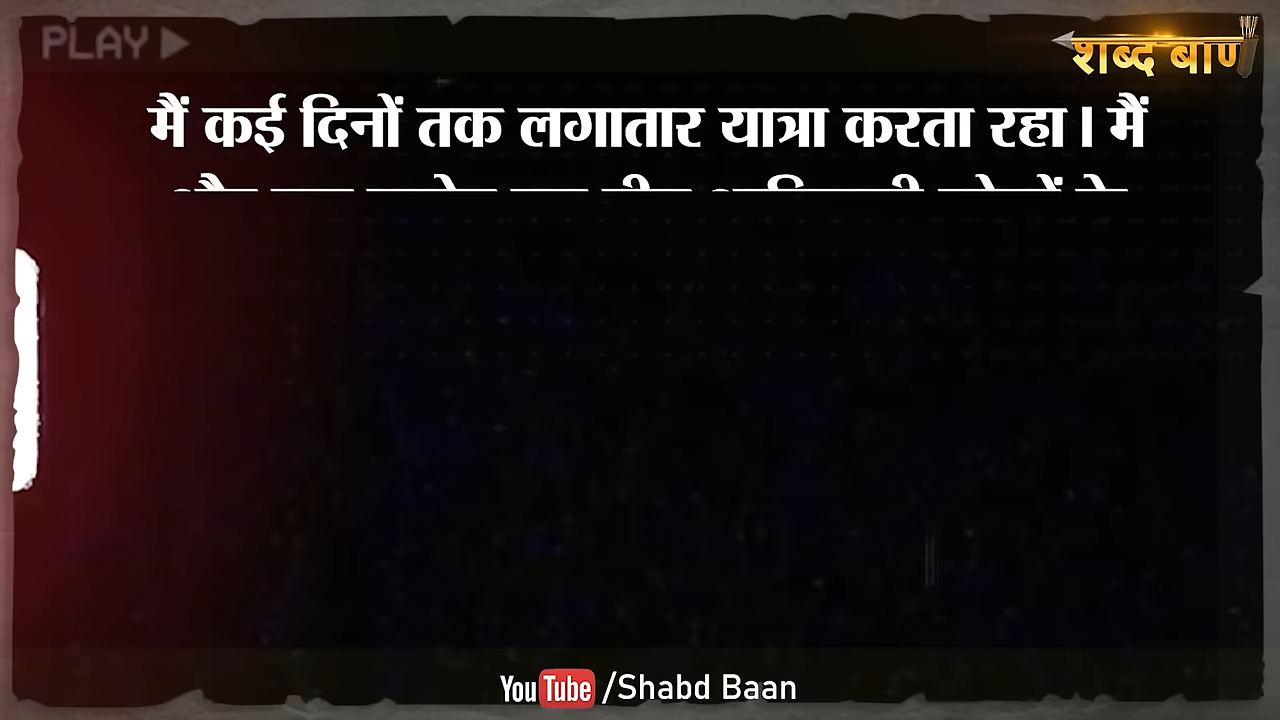 PLAY
शब्द बाण
मैं कई दिनों तक लगातार यात्रा करता रहा। मैं
YouTube /Shabd Baan